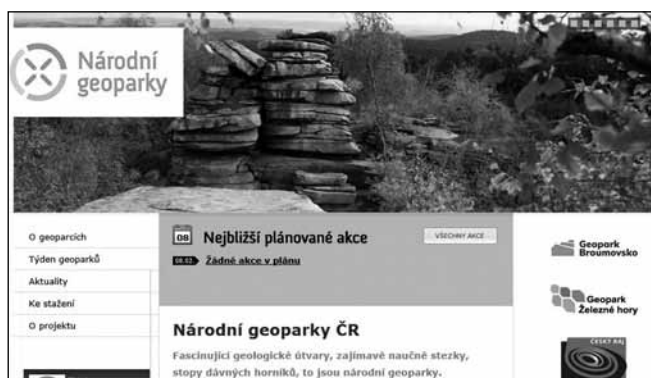 Národní
geoparky
O geoparcích
Týden geoparků
Aktuality
Ke stažení
O projektu
08
Nejbližší plánované akce
VŠECHNY AKCE
08.02.
Žádné akce v plánu
Národní geoparky ČR
Fascinující geologické útvary, zajímavé naučné stezky,
stopy dávných horníků, to jsou národní geoparky.
Geopark
Broumovsko
Geopark
Železné hory
ČESKÝ RÁJ